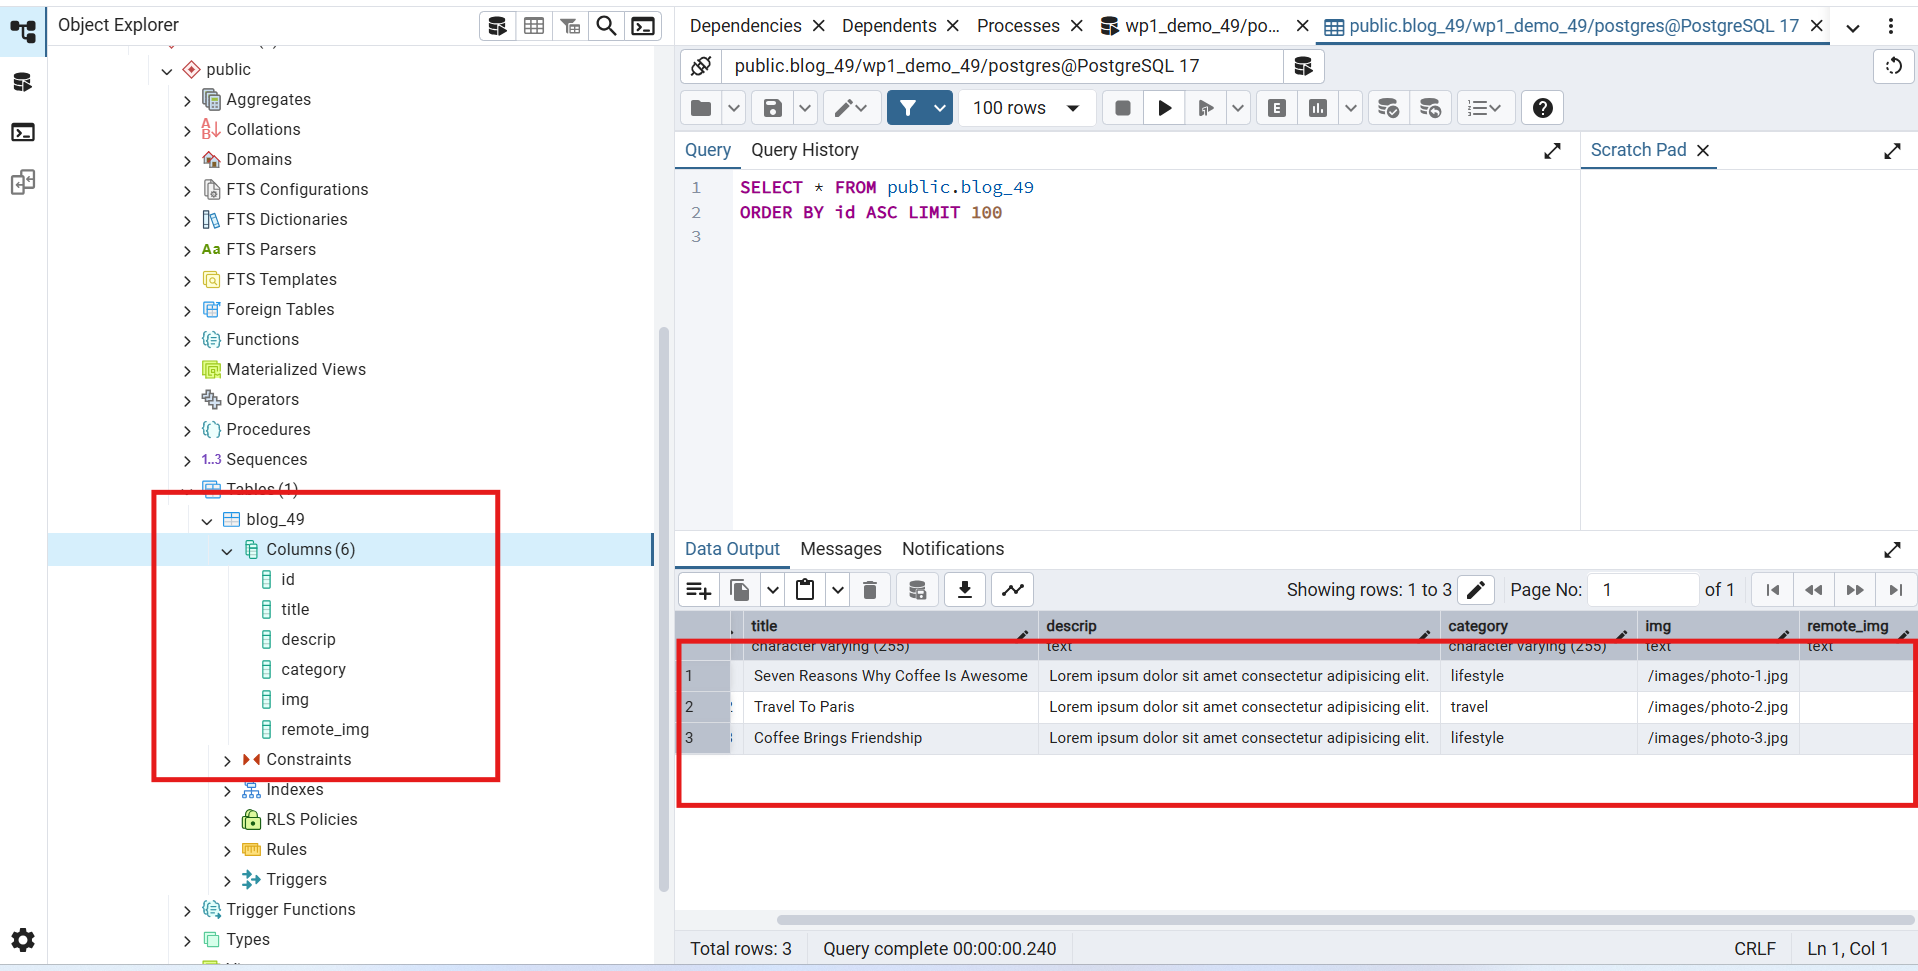 Object Explorer
public
Aggregates
Collations
Domains
FTS Configurations
FTS Dictionaries
Aa FTS Parsers
FTS Templates
Foreign Tables
Functions
Materialized Views
Operators
Procedures
1..3 Sequences
Tables (1)
blog_49
Columns (6)
id
title
descrip
category
img
remote_img
Constraints
Indexes
RLS Policies
Rules
Triggers
Trigger Functions
Types
Dependencies Dependents Processes wp1_demo_49/po... public.blog_49/wp1_demo_49/postgres@PostgreSQL 17
public.blog_49/wp1_demo_49/postgres@PostgreSQL 17
100 rows E
Query Query History Scratch Pad
1 SELECT * FROM public.blog_49
2 ORDER BY id ASC LIMIT 100
3
Data Output Messages Notifications
Showing rows: 1 to 3 Page No: 1 of 1
title descrip category img remote_img
character varying (255) text character varying (255) text text
1 Seven Reasons Why Coffee Is Awesome Lorem ipsum dolor sit amet consectetur adipisicing elit. lifestyle /images/photo-1.jpg
2 Travel To Paris Lorem ipsum dolor sit amet consectetur adipisicing elit. travel /images/photo-2.jpg
3 Coffee Brings Friendship Lorem ipsum dolor sit amet consectetur adipisicing elit. lifestyle /images/photo-3.jpg
Total rows: 3 Query complete 00:00:00.240 CRLF Ln 1, Col 1